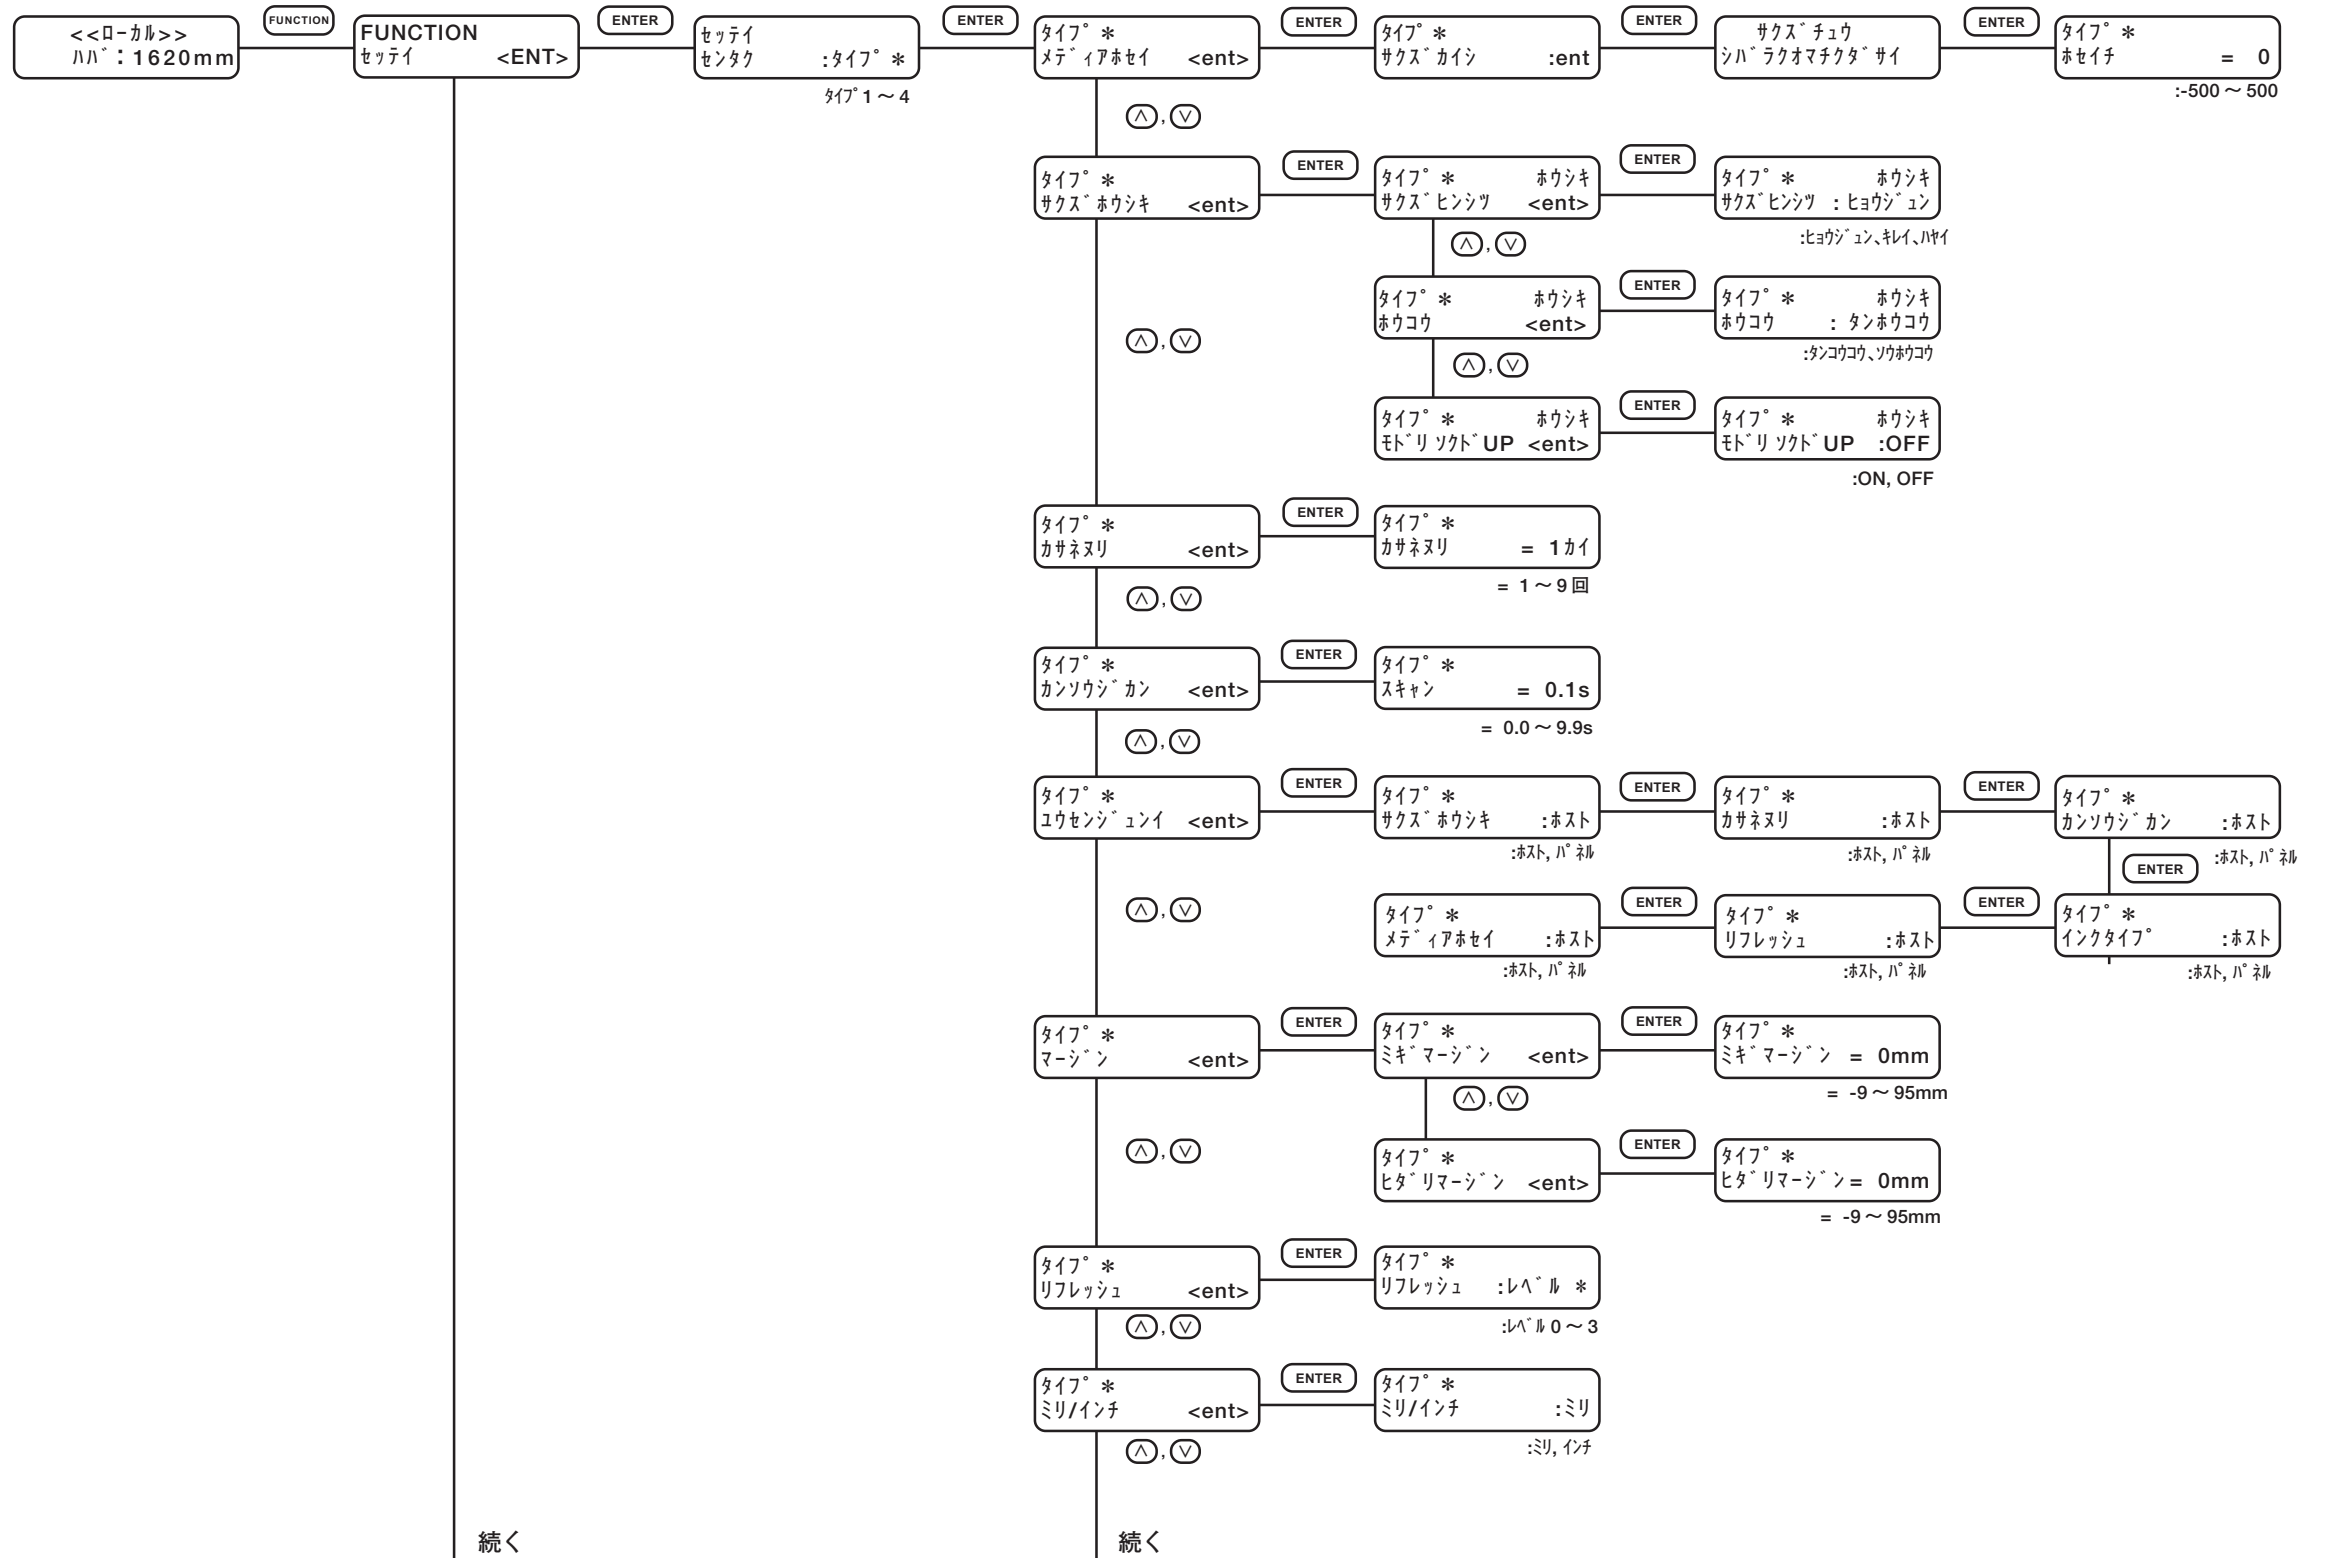 <<ローカル>>
ハバ：1620mm
FUNCTION
FUNCTION
セッテイ <ENT>
ENTER
セッテイ
センタク :タイプ *
タイプ 1 ～ 4
ENTER
タイプ *
メディアホセイ <ent>
ENTER
タイプ *
サクズカイシ :ent
ENTER
サクズチュウ
シバラクオマチクダサイ
ENTER
タイプ *
ホセイチ = 0
:-500 ～ 500
∧ , ∨
タイプ *
サクズホウシキ <ent>
ENTER
タイプ * ホウシキ
サクズヒンシツ <ent>
ENTER
タイプ * ホウシキ
サクズヒンシツ : ヒョウジュン
:ヒョウジュン、キレイ、ハヤイ
∧ , ∨
タイプ * ホウシキ
ホウコウ <ent>
ENTER
タイプ * ホウシキ
ホウコウ : タンホウコウ
:タンコウコウ、ソウホウコウ
∧ , ∨
∧ , ∨
タイプ * ホウシキ
モドリ ソクドUP <ent>
ENTER
タイプ * ホウシキ
モドリ ソクドUP :OFF
:ON, OFF
タイプ *
カサネヌリ <ent>
ENTER
タイプ *
カサネヌリ = 1カイ
= 1 ～ 9 回
∧ , ∨
タイプ *
カンソウジカン <ent>
ENTER
タイプ *
スキャン = 0.1s
= 0.0 ～ 9.9s
∧ , ∨
タイプ *
ユウセンジュンイ <ent>
ENTER
タイプ *
サクズホウシキ :ホスト
:ホスト, パネル
ENTER
タイプ *
カサネヌリ :ホスト
:ホスト, パネル
ENTER
タイプ *
カンソウジカン :ホスト
:ホスト, パネル
ENTER
∧ , ∨
タイプ *
メディアホセイ :ホスト
:ホスト, パネル
ENTER
タイプ *
リフレッシュ :ホスト
:ホスト, パネル
ENTER
タイプ *
インクタイプ :ホスト
:ホスト, パネル
タイプ *
マージン <ent>
ENTER
タイプ *
ミギマージン <ent>
ENTER
タイプ *
ミギマージン = 0mm
= -9 ～ 95mm
∧ , ∨
∧ , ∨
タイプ *
ヒダリマージン <ent>
ENTER
タイプ *
ヒダリマージン = 0mm
= -9 ～ 95mm
タイプ *
リフレッシュ <ent>
ENTER
タイプ *
リフレッシュ :レベル *
:レベル 0 ～ 3
∧ , ∨
タイプ *
ミリ/インチ <ent>
ENTER
タイプ *
ミリ/インチ :ミリ
:ミリ, インチ
∧ , ∨
続く
続く